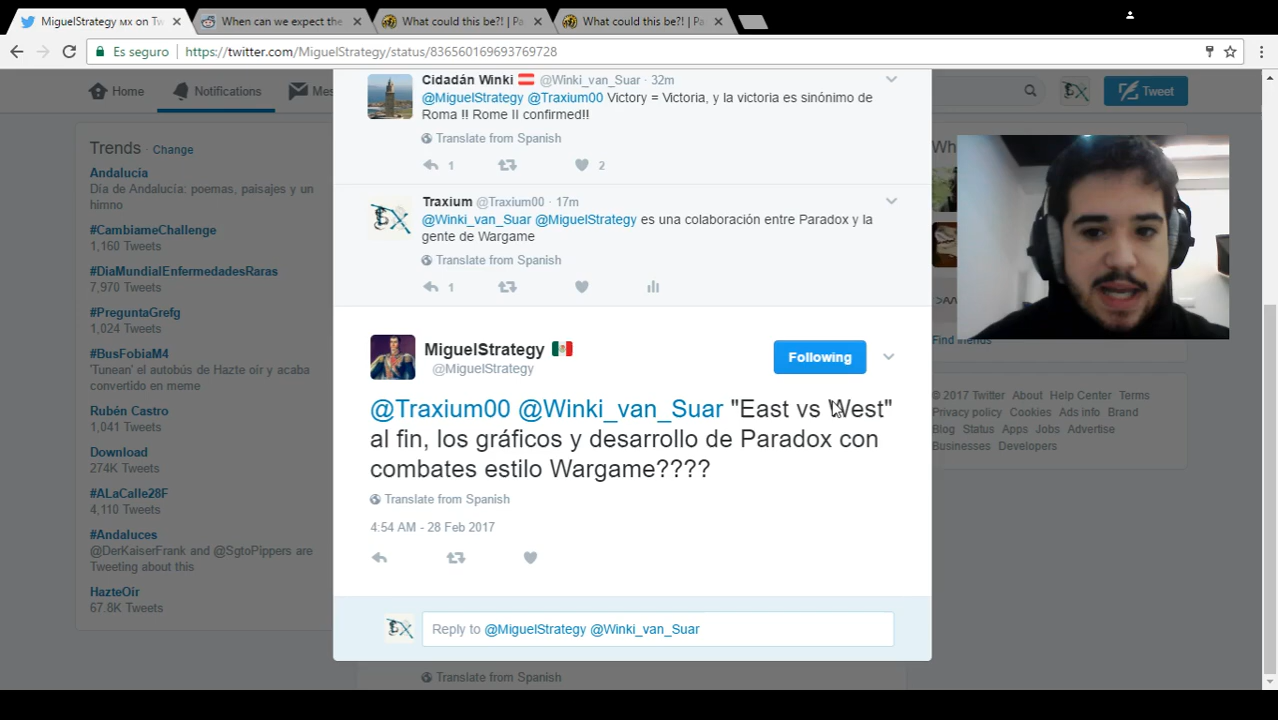 MiguelStrategy MX on Tw
When can we expect the
What could this be?! | Pa
What could this be?! | Pa
Es seguro
https://twitter.com/MiguelStrategy/status/836560169693769728
Home
Notifications
Mes
Tweet
Trends · Change
Andalucía
Día de Andalucía: poemas, paisajes y un
himno
1,160 Tweets
#CambiameChallenge
1,160 Tweets
#DiaMundialEnfermedadesRaras
7,970 Tweets
#PreguntaGrefg
1,024 Tweets
#BusFobiaM4
'Tunean' el autobús de Hazte oír y acaba
convertido en meme
Rubén Castro
1,041 Tweets
Download
274K Tweets
#ALaCalle28F
4,110 Tweets
#Andaluces
@DerKaiserFrank and @SgtoPippers are
Tweeting about this
HazteOir
67.8K Tweets
Cidadán Winki @Winki_van_Suar · 32m
@MiguelStrategy @Traxium00 Victory = Victoria, y la victoria es sinónimo de
Roma !! Rome II confirmed!!
Translate from Spanish
1
2
Traxium @Traxium00 · 17m
@Winki_van_Suar @MiguelStrategy es una colaboración entre Paradox y la
gente de Wargame
Translate from Spanish
1
MiguelStrategy
@MiguelStrategy
Following
@Traxium00 @Winki_van_Suar "East vs West"
al fin, los gráficos y desarrollo de Paradox con
combates estilo Wargame????
Translate from Spanish
4:54 AM - 28 Feb 2017
Reply to @MiguelStrategy @Winki_van_Suar
Translate from Spanish
Wh
>ΛΛ
Find friends
© 2017 Twitter About Help Center Terms
Privacy policy Cookies Ads info Brand
Blog Status Apps Jobs Advertise
Businesses Developers